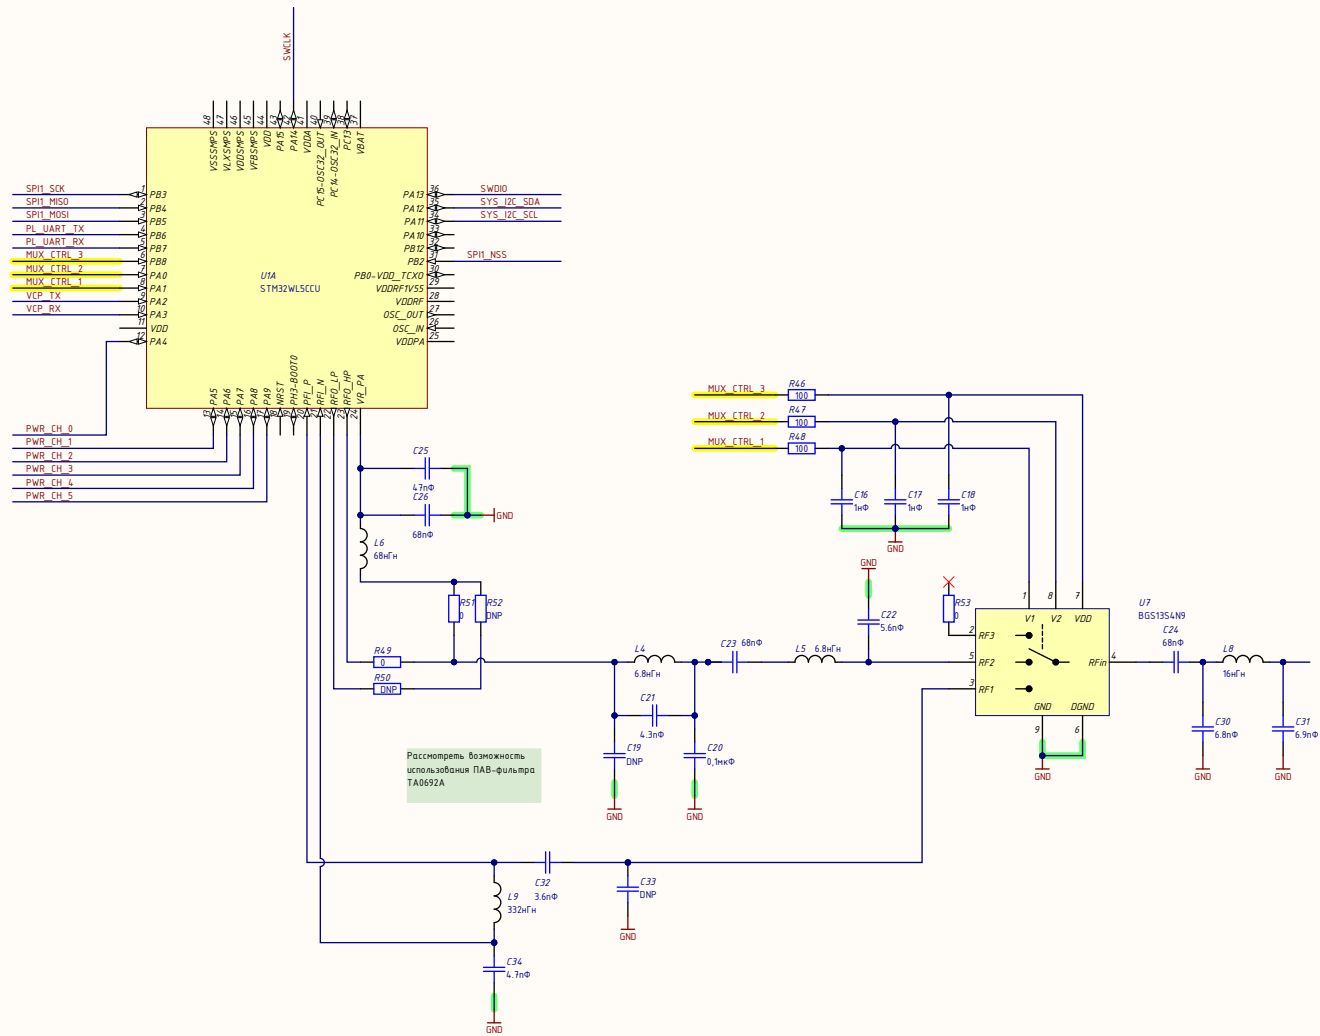 SWCLK
48 47 46 45 44 43 42 41 40 39 38 37
VSSSMPS
VLXSMPS
VDDSMPS
VFBSMPS
VDD
PA15
PA14
VDDA
PC15-OSC32_OUT
PC14-OSC32_IN
PC13
VBAT
SPI1_SCK 1 PB3
SPI1_MISO 2 PB4
SPI1_MOSI 3 PB5
PL_UART_TX 4 PB6
PL_UART_RX 5 PB7
MUX_CTRL_3 6 PB8
MUX_CTRL_2 7 PA0
MUX_CTRL_1 8 PA1
VCP_TX 9 PA2
VCP_RX 10 PA3
11 VDD
12 PA4
U1A
STM32WL5CCU
PA13 36 SWDIO
PA12 35 SYS_I2C_SDA
PA11 34 SYS_I2C_SCL
PA10 33
PB12 32
PB2 31 SPI1_NSS
PB0-VDD_TCXO 30
VDDRF1V55 29
VDDRF 28
OSC_OUT 27
OSC_IN 26
VDDPA 25
PA5
PA6
PA7
PA8
PA9
NRST
PH3-BOOT0
PFI_P
RFI_N
RFO_LP
RFO_HP
VR_PA
13 14 15 16 17 18 19 20 21 22 23 24
PWR_CH_0
PWR_CH_1
PWR_CH_2
PWR_CH_3
PWR_CH_4
PWR_CH_5
C25
47пФ
C26
68пФ
GND
L6
68нГн
R51
0
R52
DNP
R49
0
R50
DNP
MUX_CTRL_3 R46
100
MUX_CTRL_2 R47
100
MUX_CTRL_1 R48
100
C16
1нФ
C17
1нФ
C18
1нФ
GND
GND
C22
5.6пФ
R53
0
L4
6.8нГн
C23 68пФ
L5 6.8нГн
C21
4.3пФ
C19
DNP
C20
0,1мкФ
GND
GND
U7
BGS13S4N9
1 8 7
V1 V2 VDD
2 RF3
5 RF2
3 RF1
RFin 4
GND DGND
9 6
GND
C24
68пФ
L8
16нГн
C30
6.8пФ
C31
6.9пФ
GND
GND
Рассмотреть возможность
использования ПАВ-фильтра
TA0692A
C32
3.6пФ
C33
DNP
GND
L9
332нГн
C34
4.7пФ
GND